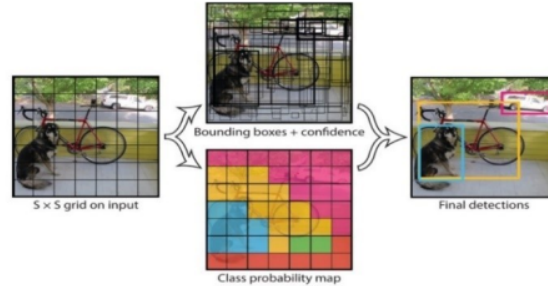 Bounding boxes + confidence
S × S grid on input
Final detections
Class probability map